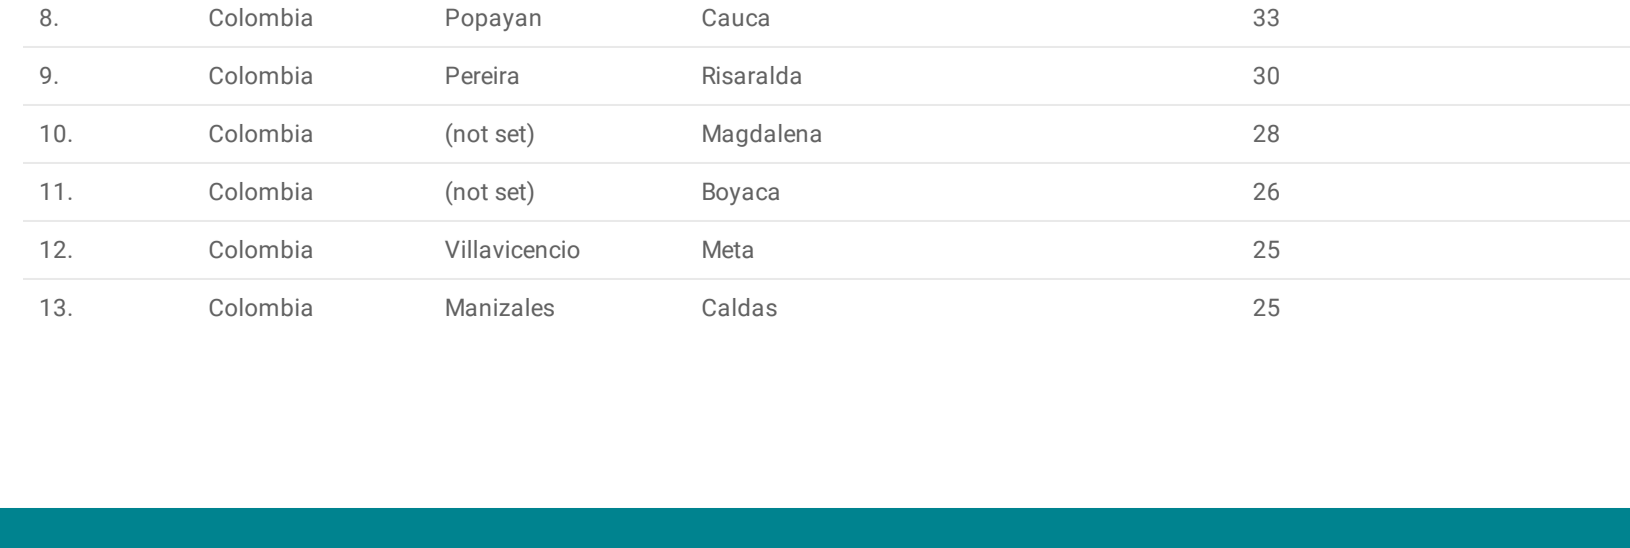 8. Colombia Popayan Cauca 33
9. Colombia Pereira Risaralda 30
10. Colombia (not set) Magdalena 28
11. Colombia (not set) Boyaca 26
12. Colombia Villavicencio Meta 25
13. Colombia Manizales Caldas 25